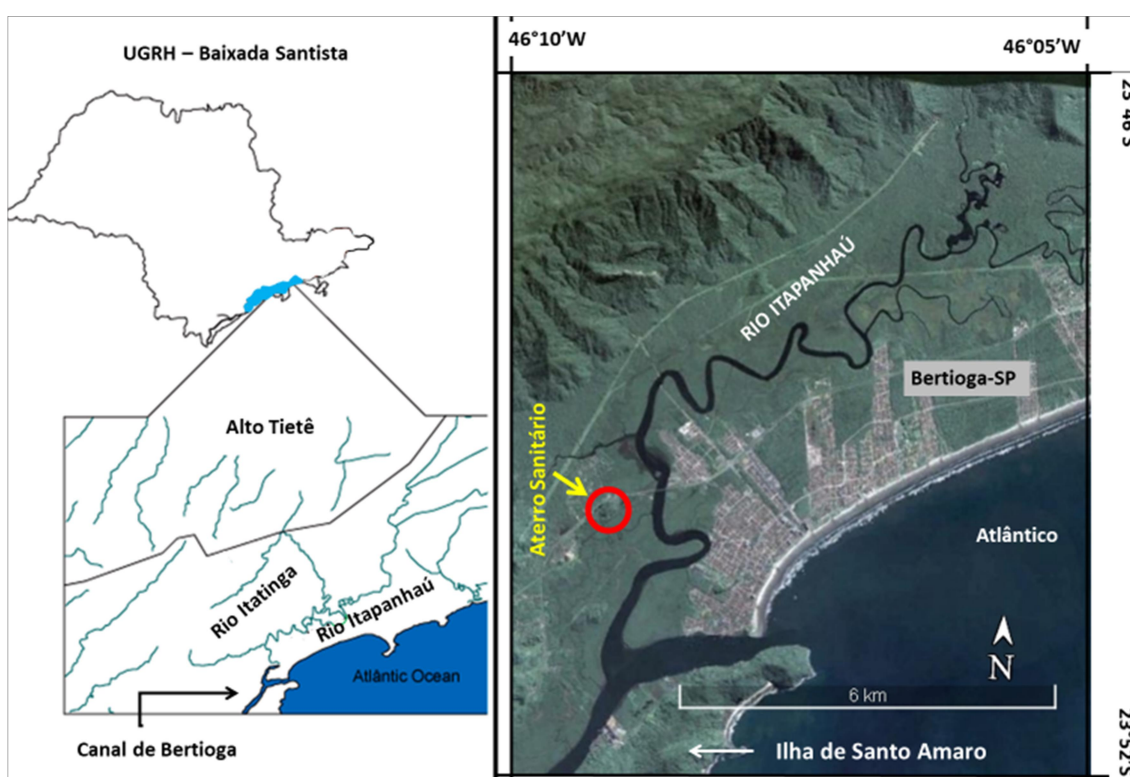 UGRH – Baixada Santista
Alto Tietê
Rio Itatinga
Rio Itapanhaú
Atlântic Ocean
Canal de Bertioga
46°10’W
46°05’W
RIO ITAPANHAÚ
Bertioga-SP
Aterro Sanitário
Atlântico
N
6 km
Ilha de Santo Amaro